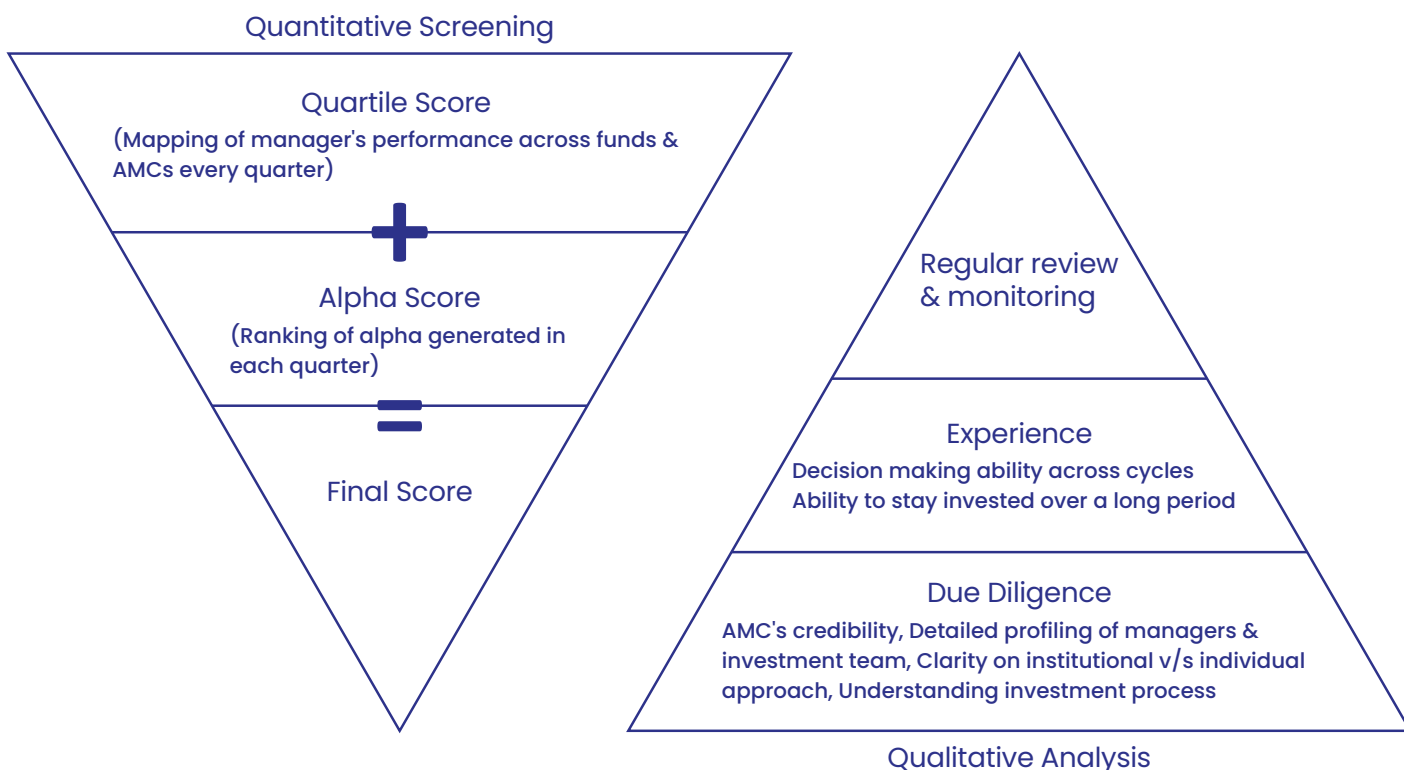 Quantitative Screening
Quartile Score
(Mapping of manager's performance across funds &
AMCs every quarter)
+
Alpha Score
(Ranking of alpha generated in
each quarter)
=
Final Score
Regular review
& monitoring
Experience
Decision making ability across cycles
Ability to stay invested over a long period
Due Diligence
AMC's credibility, Detailed profiling of managers &
investment team, Clarity on institutional v/s individual
approach, Understanding investment process
Qualitative Analysis